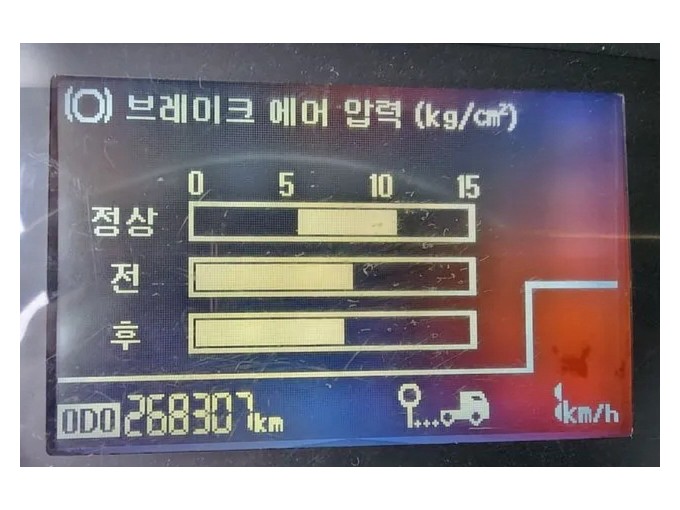 브레이크 에어 압력 (kg/cm²)
0 5 10 15
정상
전
후
ODO 268307km
km/h